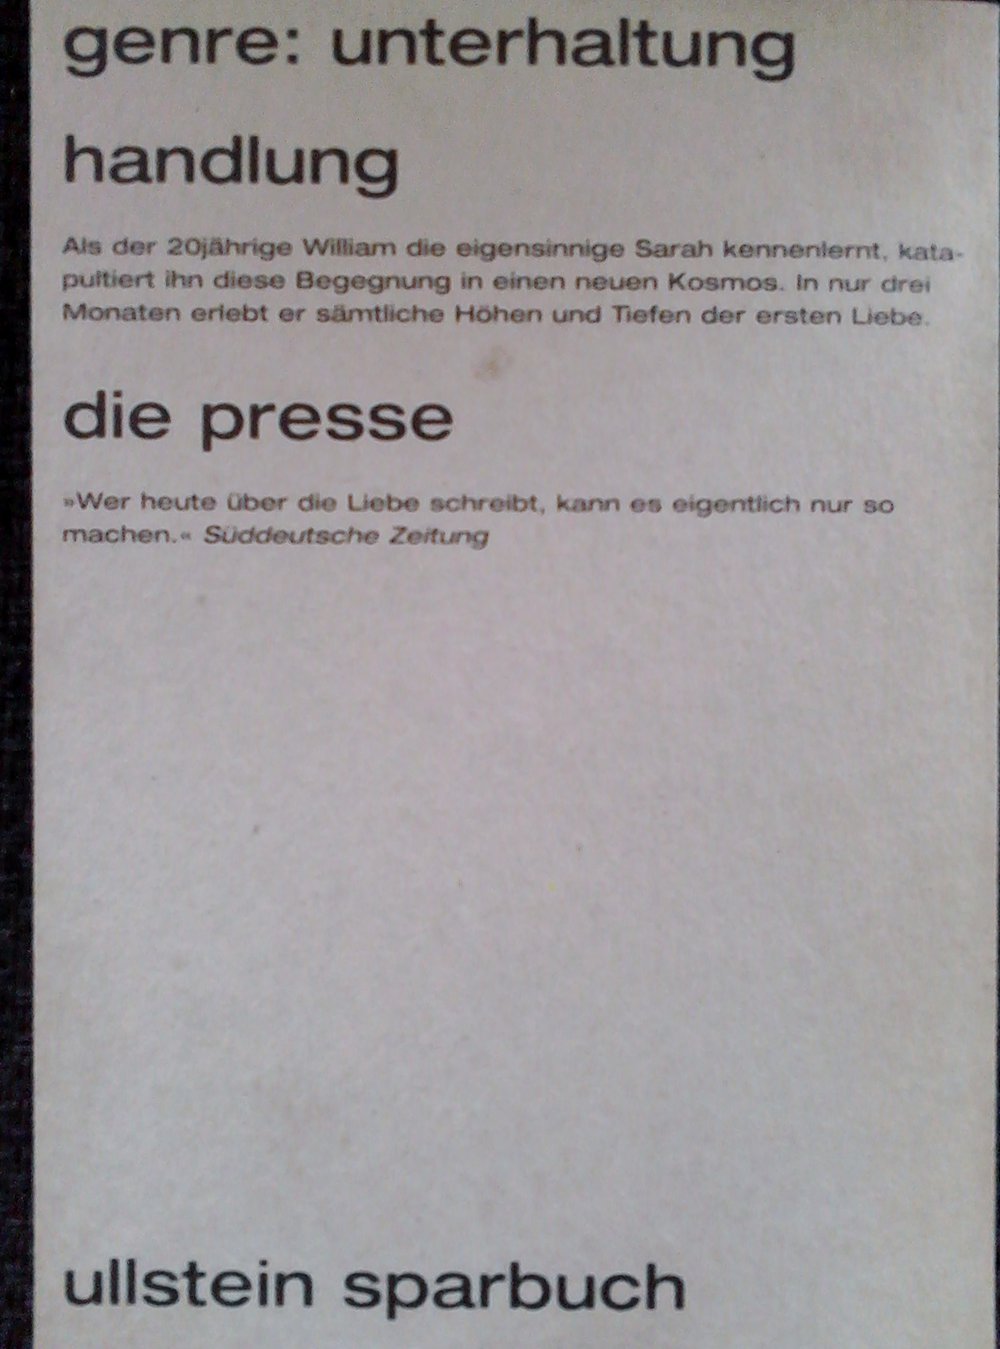 genre: unterhaltung
handlung
Als der 20jährige William die eigensinnige Sarah kennenlernt, kata-
pultiert ihn diese Begegnung in einen neuen Kosmos. In nur drei
Monaten erlebt er sämtliche Höhen und Tiefen der ersten Liebe.
die presse
»Wer heute über die Liebe schreibt, kann es eigentlich nur so
machen.« Süddeutsche Zeitung
ullstein sparbuch